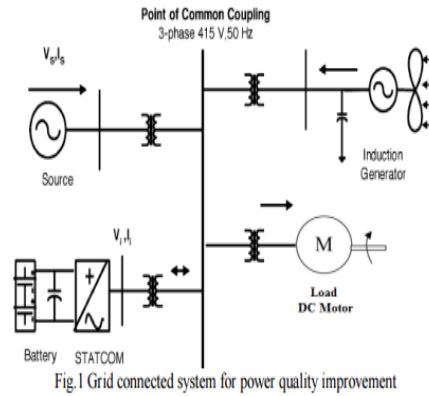 Point of Common Coupling
3-phase 415 V,50 Hz
Vs,Is
Source
Induction
Generator
Vi,Ii
M
Load
DC Motor
Battery STATCOM
Fig.1 Grid connected system for power quality improvement